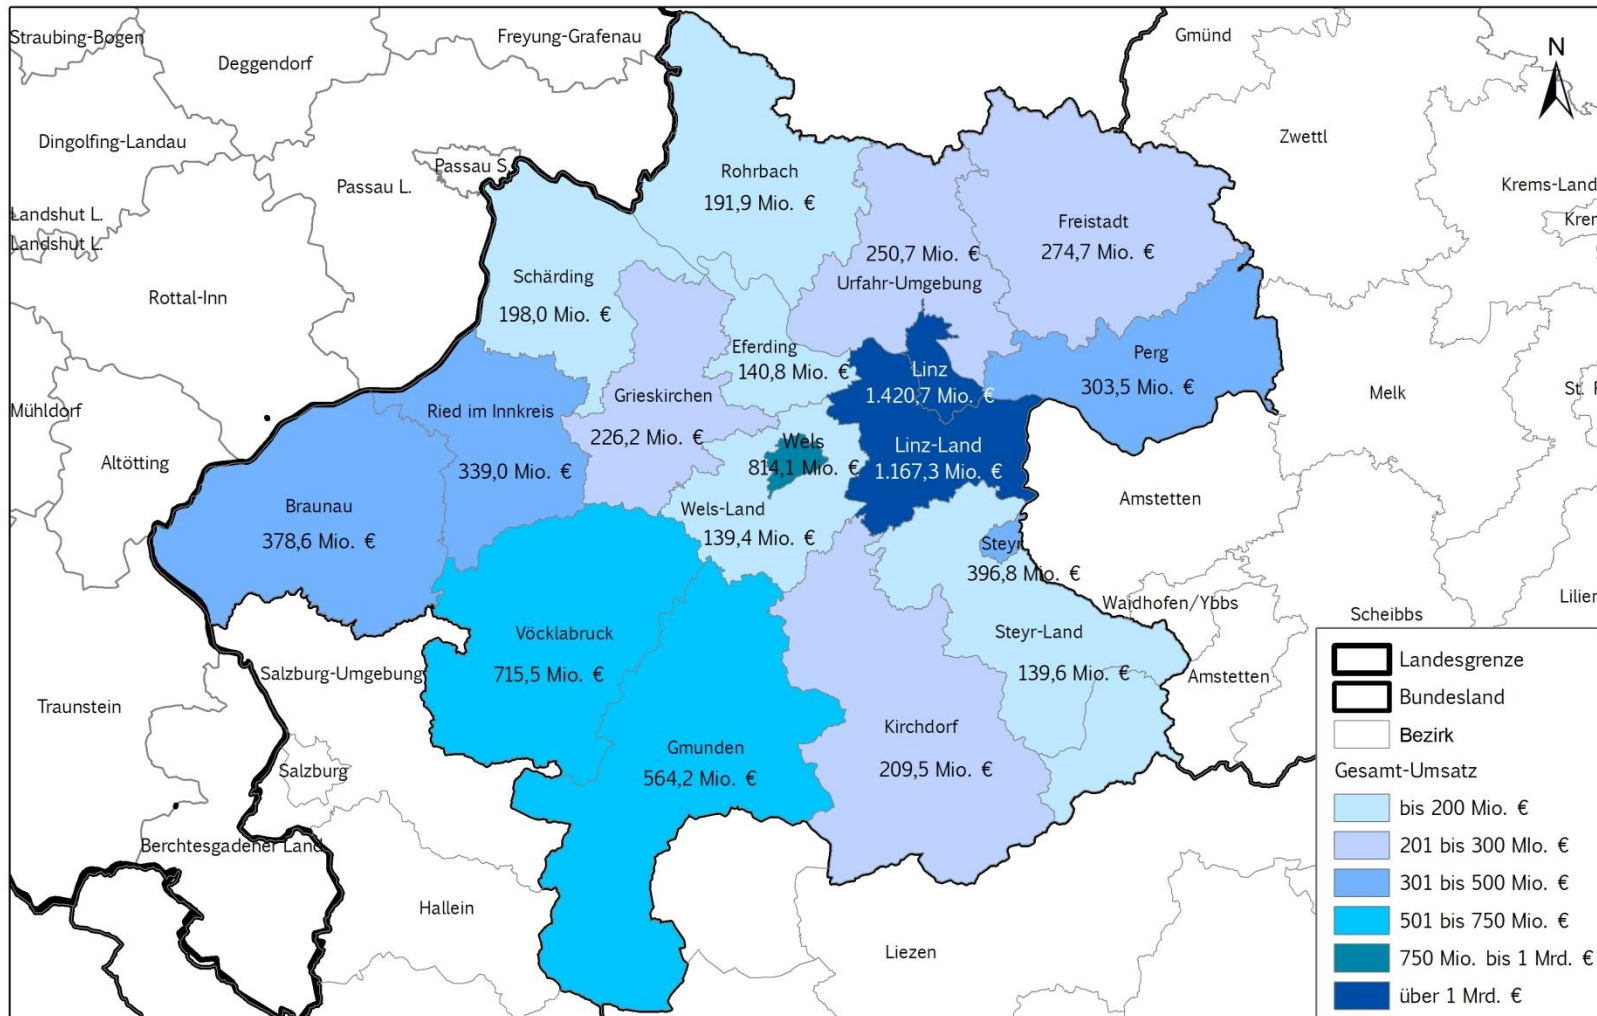 Straubing-Bogen
Deggendorf
Freyung-Grafenau
Gmünd
N
Dingolfing-Landau
Passau S.
Passau L.
Zwettl
Krems-Land
Landshut L.
Landshut L.
Rottal-Inn
Rohrbach
191,9 Mio. €
Freistadt
274,7 Mio. €
250,7 Mio. €
Urfahr-Umgebung
Schärding
198,0 Mio. €
Eferding
140,8 Mio. €
Linz
1.420,7 Mio. €
Perg
303,5 Mio. €
Melk
Mühldorf
Altötting
Ried im Innkreis
339,0 Mio. €
Grieskirchen
226,2 Mio. €
Wels
814,1 Mio. €
Linz-Land
1.167,3 Mio. €
Amstetten
Braunau
378,6 Mio. €
Wels-Land
139,4 Mio. €
Steyr
396,8 Mio. €
Waidhofen/Ybbs
Scheibbs
Vöcklabruck
715,5 Mio. €
Steyr-Land
139,6 Mio. €
Amstetten
Salzburg-Umgebung
Traunstein
Salzburg
Gmunden
564,2 Mio. €
Kirchdorf
209,5 Mio. €
Berchtesgadener Land
Hallein
Liezen
Landesgrenze
Bundesland
Bezirk
Gesamt-Umsatz
bis 200 Mio. €
201 bis 300 MIo. €
301 bis 500 Mio. €
501 bis 750 Mio. €
750 Mio. bis 1 Mrd. €
über 1 Mrd. €